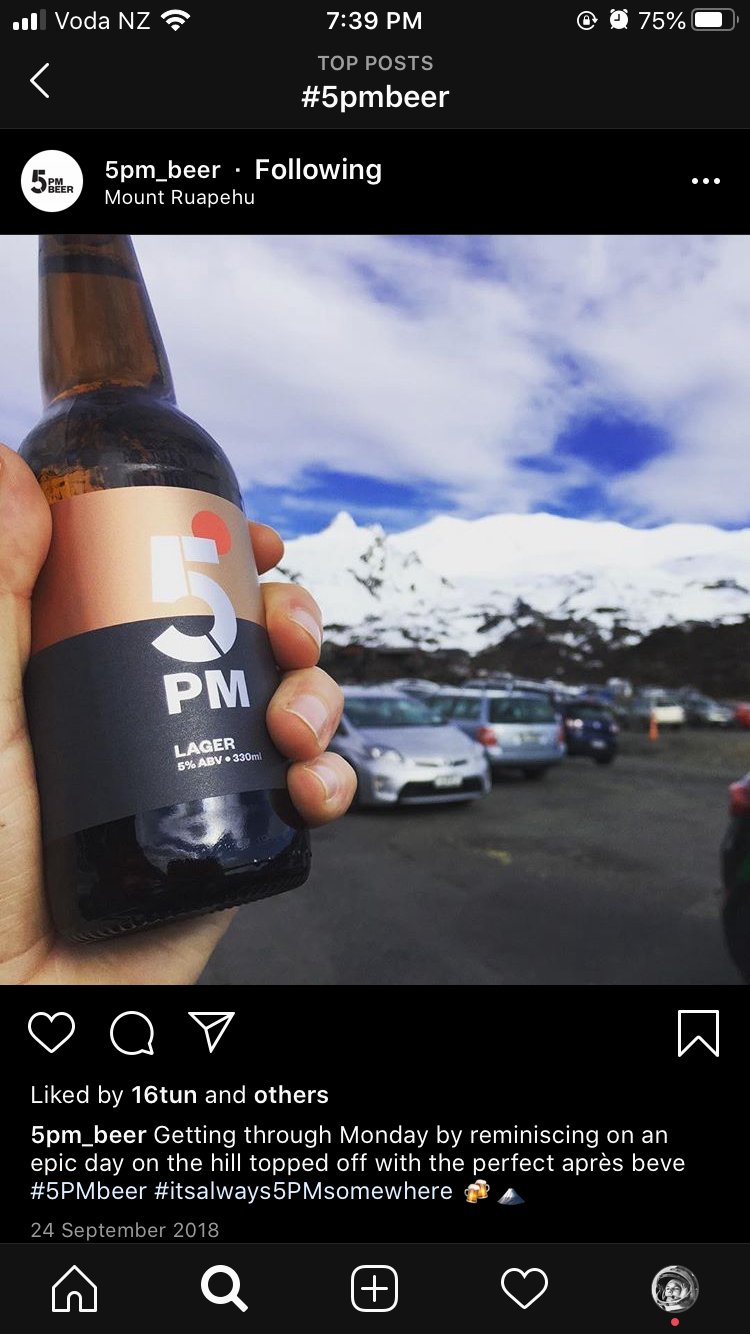 Voda NZ 7:39 PM 75%
TOP POSTS
#5pmbeer
5 PM BEER
5pm_beer · Following
Mount Ruapehu
5
PM
LAGER
5% ABV • 330ml
Liked by 16tun and others
5pm_beer Getting through Monday by reminiscing on an
epic day on the hill topped off with the perfect après beve
#5PMbeer #itsalways5PMsomewhere 🍻 🗻
24 September 2018